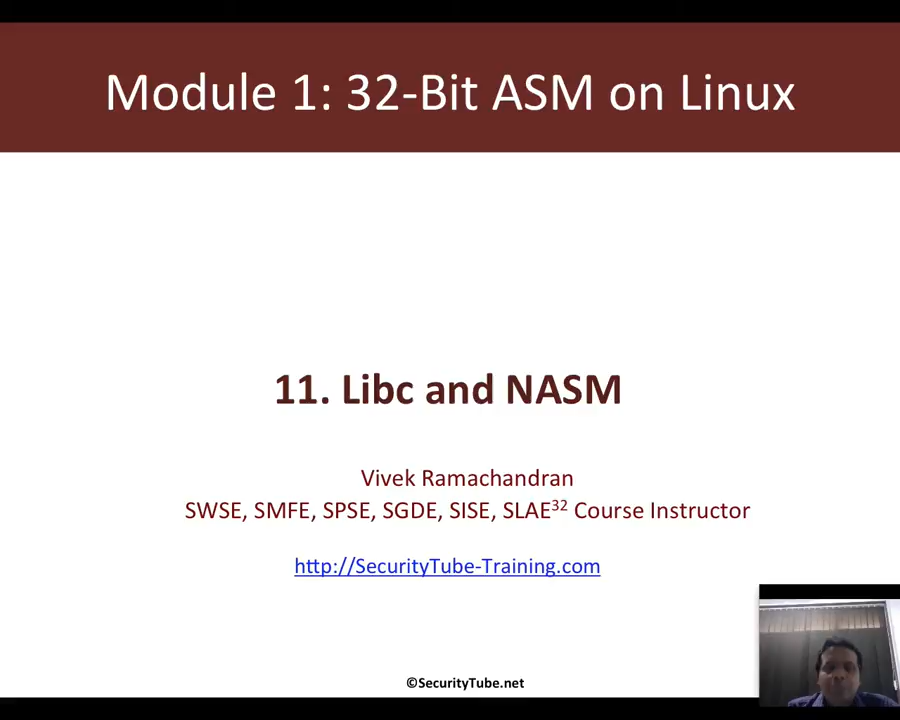 Module 1: 32-Bit ASM on Linux
11. Libc and NASM
Vivek Ramachandran
SWSE, SMFE, SPSE, SGDE, SISE, SLAE32 Course Instructor
http://SecurityTube-Training.com
©SecurityTube.net